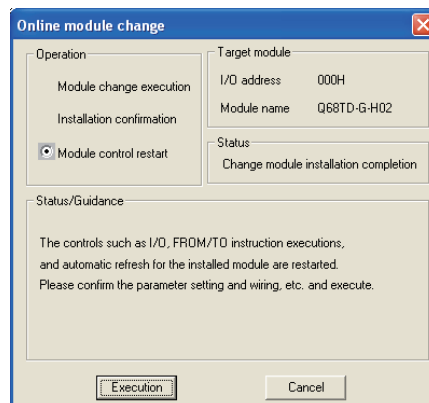 Online module change
Operation
Module change execution
Installation confirmation
Module control restart
Target module
I/O address 000H
Module name Q68TD-G-H02
Status
Change module installation completion
Status/Guidance
The controls such as I/O, FROM/TO instruction executions,
and automatic refresh for the installed module are restarted.
Please confirm the parameter setting and wiring, etc. and execute.
Execution Cancel